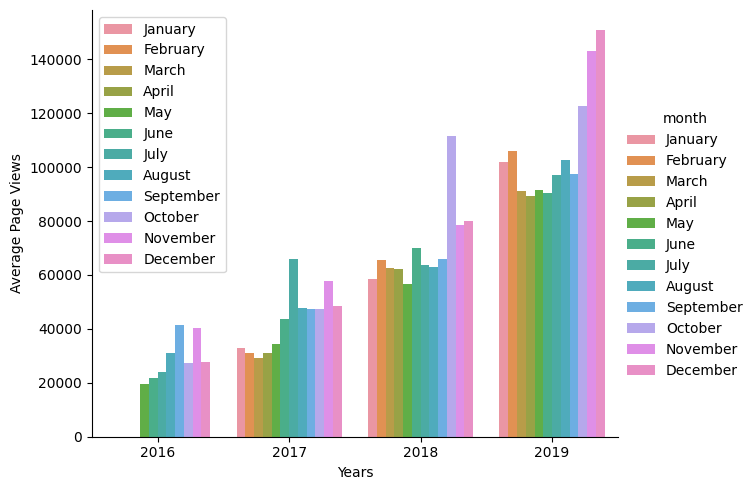 January
February
March
April
May
June
July
August
September
October
November
December
140000
120000
100000
80000
60000
40000
20000
0
Average Page Views
2016 2017 2018 2019
Years
month
January
February
March
April
May
June
July
August
September
October
November
December